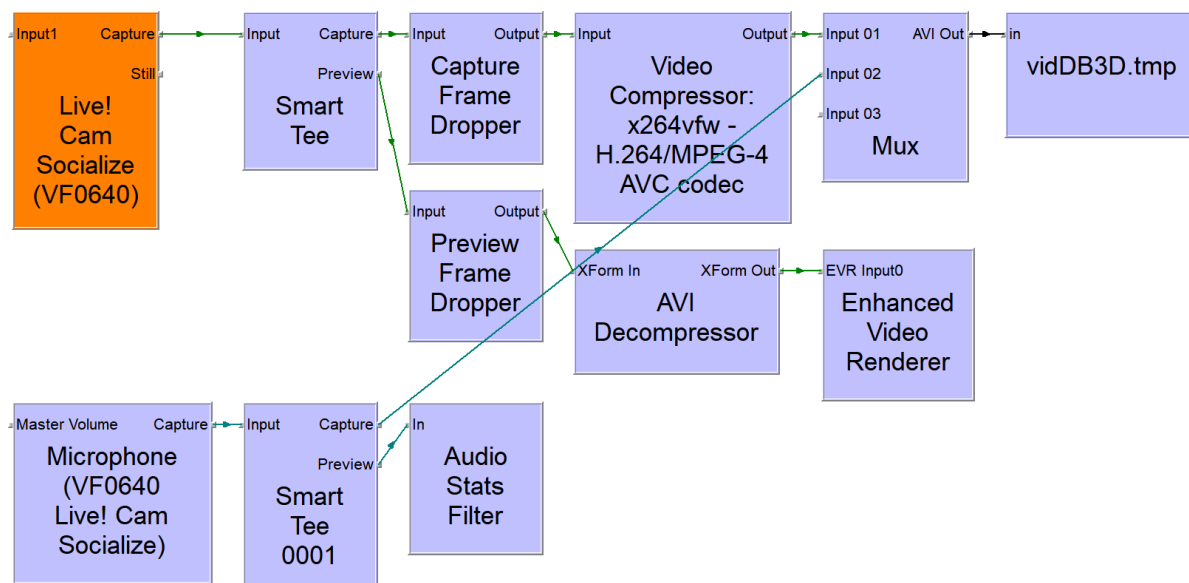 Input1
Capture
Still
Live!
Cam
Socialize
(VF0640)
Input
Capture
Preview
Smart
Tee
Input
Output
Capture
Frame
Dropper
Input
Output
Video
Compressor:
x264vfw -
H.264/MPEG-4
AVC codec
Input 01
AVI Out
Input 02
Input 03
Mux
in
vidDB3D.tmp
Input
Output
Preview
Frame
Dropper
XForm In
XForm Out
AVI
Decompressor
EVR Input0
Enhanced
Video
Renderer
Master Volume
Capture
Microphone
(VF0640
Live! Cam
Socialize)
Input
Capture
Preview
Smart
Tee
0001
In
Audio
Stats
Filter